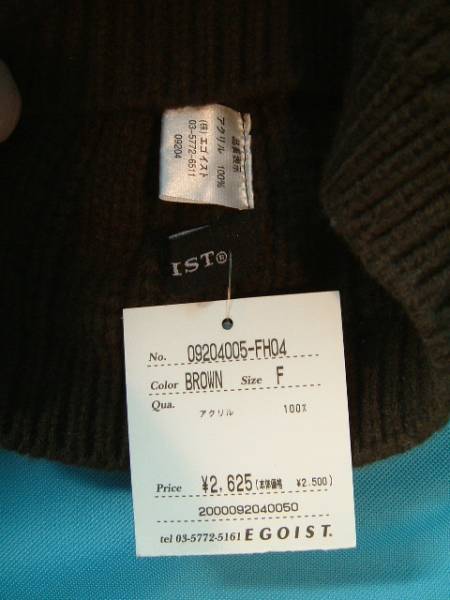 品質表示
アクリル 100%
(株)エゴイスト
03-5772-6511
09204
IST®
No. 09204005-FH04
Color BROWN Size F
Qua. アクリル 100%
Price ¥2,625(本体価格 ¥2,500)
2000092040050
tel 03-5772-5161 EGOIST.